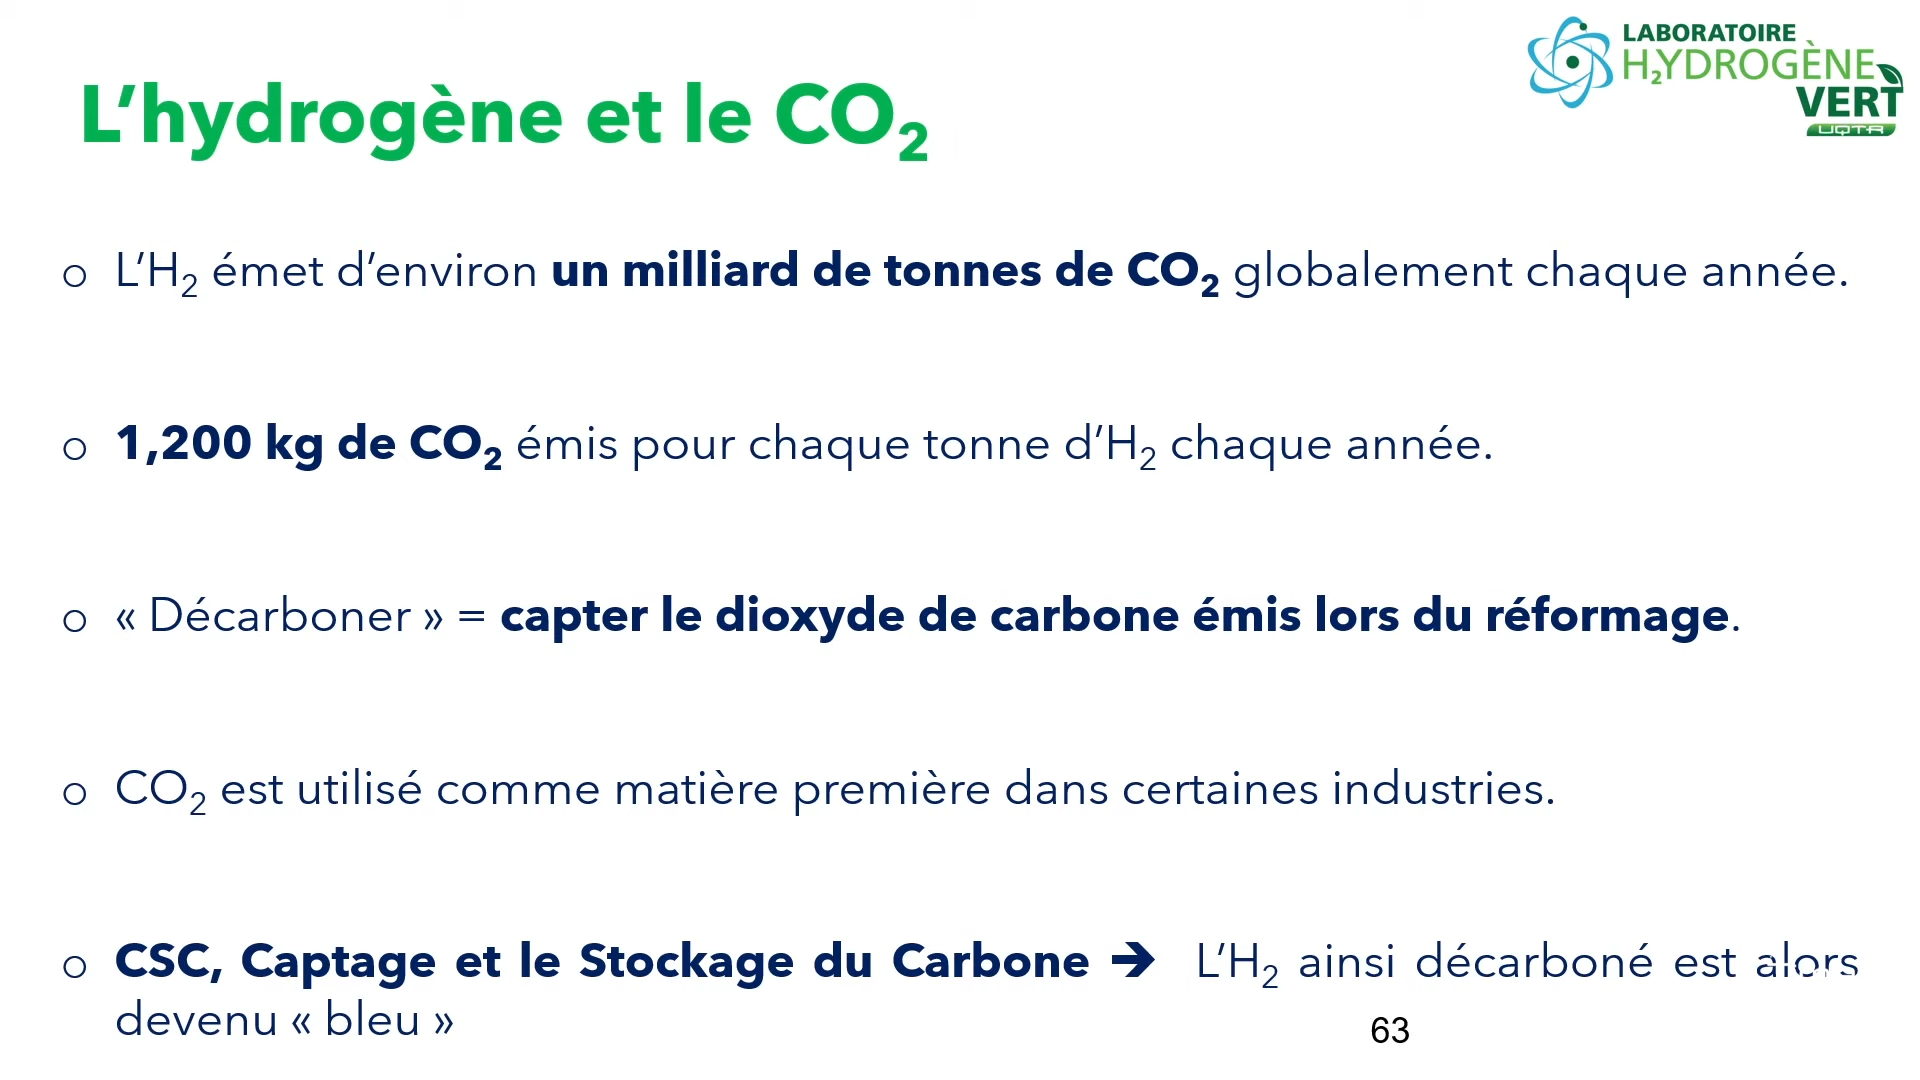 LABORATOIRE
H₂YDROGÈNE
VERT
UQTR
L’hydrogène et le CO₂
o L’H₂ émet d’environ un milliard de tonnes de CO₂ globalement chaque année.
o 1,200 kg de CO₂ émis pour chaque tonne d’H₂ chaque année.
o « Décarboner » = capter le dioxyde de carbone émis lors du réformage.
o CO₂ est utilisé comme matière première dans certaines industries.
o CSC, Captage et le Stockage du Carbone ➔ L’H₂ ainsi décarboné est alors
devenu « bleu »
63